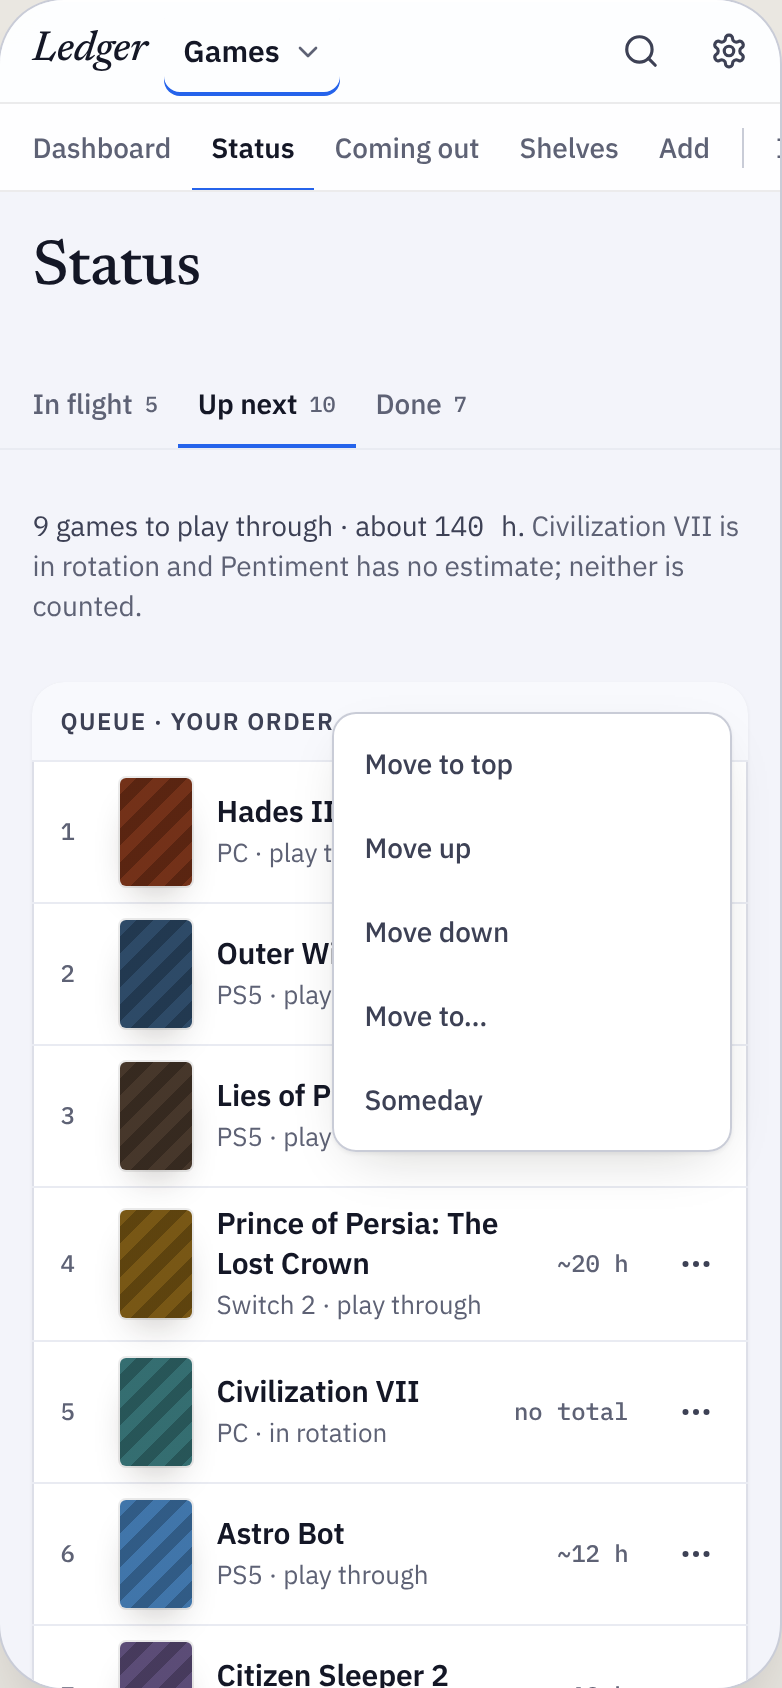 Ledger Games
Dashboard Status Coming out Shelves Add
Status
In flight 5 Up next 10 Done 7
9 games to play through · about 140 h. Civilization VII is
in rotation and Pentiment has no estimate; neither is
counted.
QUEUE · YOUR ORDER
Move to top
Move up
Move down
Move to...
Someday
1 Hades II
PC · play
2 Outer
PS5 · play
3 Lies of P
PS5 · play
4 Prince of Persia: The
Lost Crown
Switch 2 · play through
~20 h
5 Civilization VII
PC · in rotation
no total
6 Astro Bot
PS5 · play through
~12 h
Citizen Sleeper 2